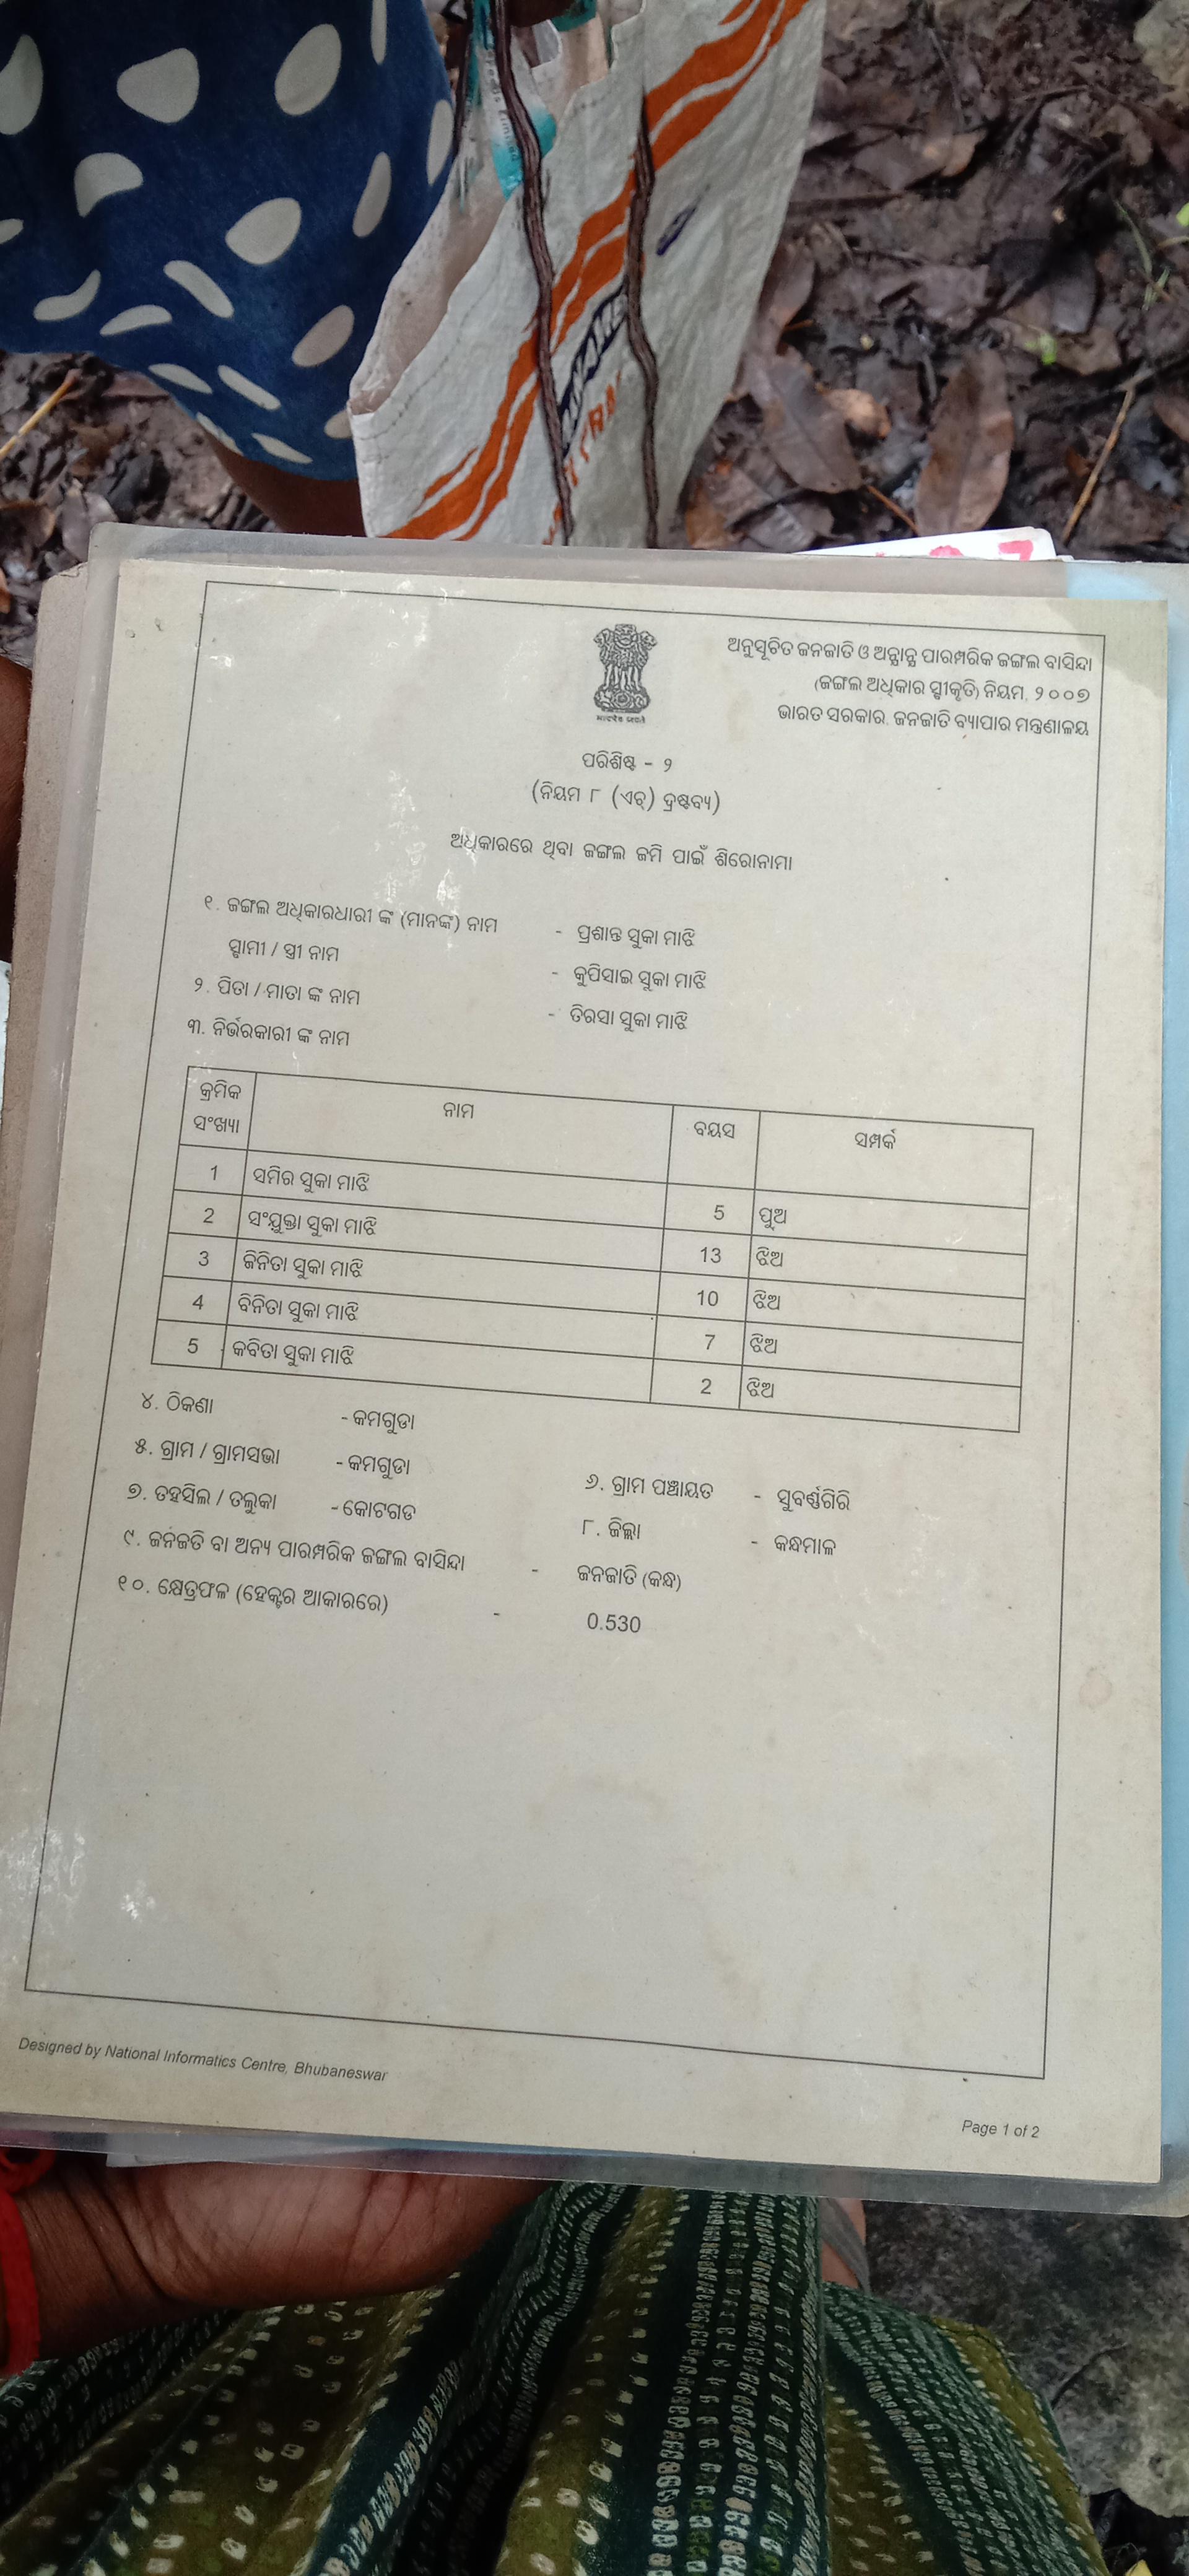 ଅନୁସୂଚିତ ଜନଜାତି ଓ ଅନ୍ଯାନ୍ଯ ପାରମ୍ପରିକ ଜଙ୍ଗଲ ବାସିନ୍ଦା
(ଜଙ୍ଗଲ ଅଧିକାର ସ୍ବୀକୃତି) ନିୟମ, ୨୦୦୭
ଭାରତ ସରକାର, ଜନଜାତି ବ୍ୟାପାର ମନ୍ତ୍ରଣାଳୟ
ପରିଶିଷ୍ଟ - ୨
(ନିୟମ ୮ (ଏଚ୍) ଦ୍ରଷ୍ଟବ୍ୟ)
ଅଧିକାରରେ ଥିବା ଜଙ୍ଗଲ ଜମି ପାଇଁ ଶିରୋନାମା
୧. ଜଙ୍ଗଲ ଅଧିକାରଧାରୀ ଙ୍କ (ମାନଙ୍କ) ନାମ - ପ୍ରଶାନ୍ତ ସୁକା ମାଝି
ସ୍ବାମୀ / ସ୍ତ୍ରୀ ନାମ - କୁପିସାଇ ସୁକା ମାଝି
୨. ପିତା / ମାତା ଙ୍କ ନାମ - ତିରସା ସୁକା ମାଝି
୩. ନିର୍ଭରକାରୀ ଙ୍କ ନାମ
କ୍ରମିକ ସଂଖ୍ୟା ନାମ ବୟସ ସମ୍ପର୍କ
1 ସମିର ସୁକା ମାଝି 5 ପୁଅ
2 ସଂଯୁକ୍ତା ସୁକା ମାଝି 13 ଝିଅ
3 ଜିନିତା ସୁକା ମାଝି 10 ଝିଅ
4 ବିନିତା ସୁକା ମାଝି 7 ଝିଅ
5 କବିତା ସୁକା ମାଝି 2 ଝିଅ
୪. ଠିକଣା - କମଗୁଡା
୫. ଗ୍ରାମ / ଗ୍ରାମସଭା - କମଗୁଡା ୬. ଗ୍ରାମ ପଞ୍ଚାୟତ - ସୁବର୍ଣ୍ଣଗିରି
୭. ତହସିଲ / ତଲୁକା - କୋଟଗଡ ୮. ଜିଲ୍ଲା - କନ୍ଧମାଳ
୯. ଜନଜତି ବା ଅନ୍ୟ ପାରମ୍ପରିକ ଜଙ୍ଗଲ ବାସିନ୍ଦା - ଜନଜାତି (କନ୍ଧ)
୧୦. କ୍ଷେତ୍ରଫଳ (ହେକ୍ଟର ଆକାରରେ) - 0.530
Designed by National Informatics Centre, Bhubaneswar
Page 1 of 2